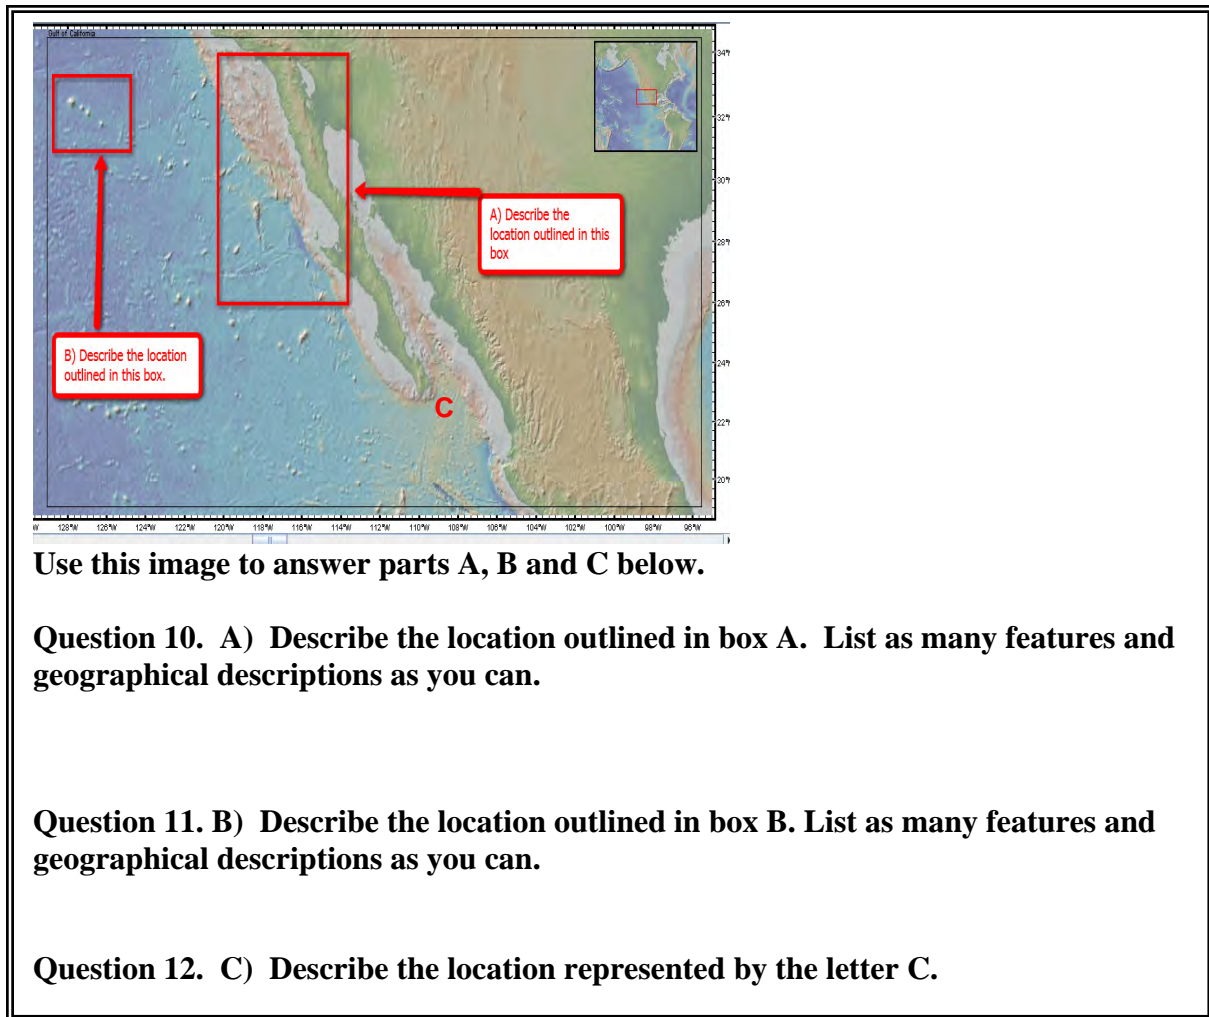 Gulf of California
34°N
32°N
30°N
28°N
26°N
24°N
22°N
20°N
A) Describe the
location outlined in this
box
B) Describe the location
outlined in this box.
C
W 128°W 126°W 124°W 122°W 120°W 118°W 116°W 114°W 112°W 110°W 108°W 106°W 104°W 102°W 100°W 98°W 96°W
Use this image to answer parts A, B and C below.
Question 10. A) Describe the location outlined in box A. List as many features and
geographical descriptions as you can.
Question 11. B) Describe the location outlined in box B. List as many features and
geographical descriptions as you can.
Question 12. C) Describe the location represented by the letter C.